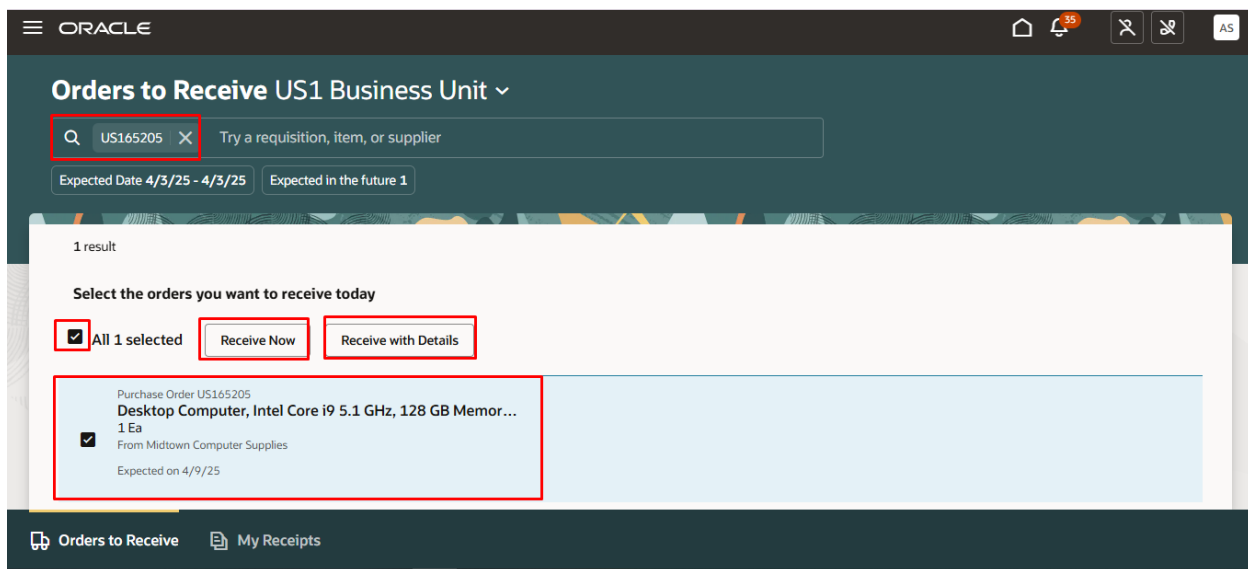 ORACLE
35
AS
Orders to Receive US1 Business Unit
US165205 Try a requisition, item, or supplier
Expected Date 4/3/25 - 4/3/25 Expected in the future 1
1 result
Select the orders you want to receive today
All 1 selected Receive Now Receive with Details
Purchase Order US165205
Desktop Computer, Intel Core i9 5.1 GHz, 128 GB Memor...
1 Ea
From Midtown Computer Supplies
Expected on 4/9/25
Orders to Receive My Receipts